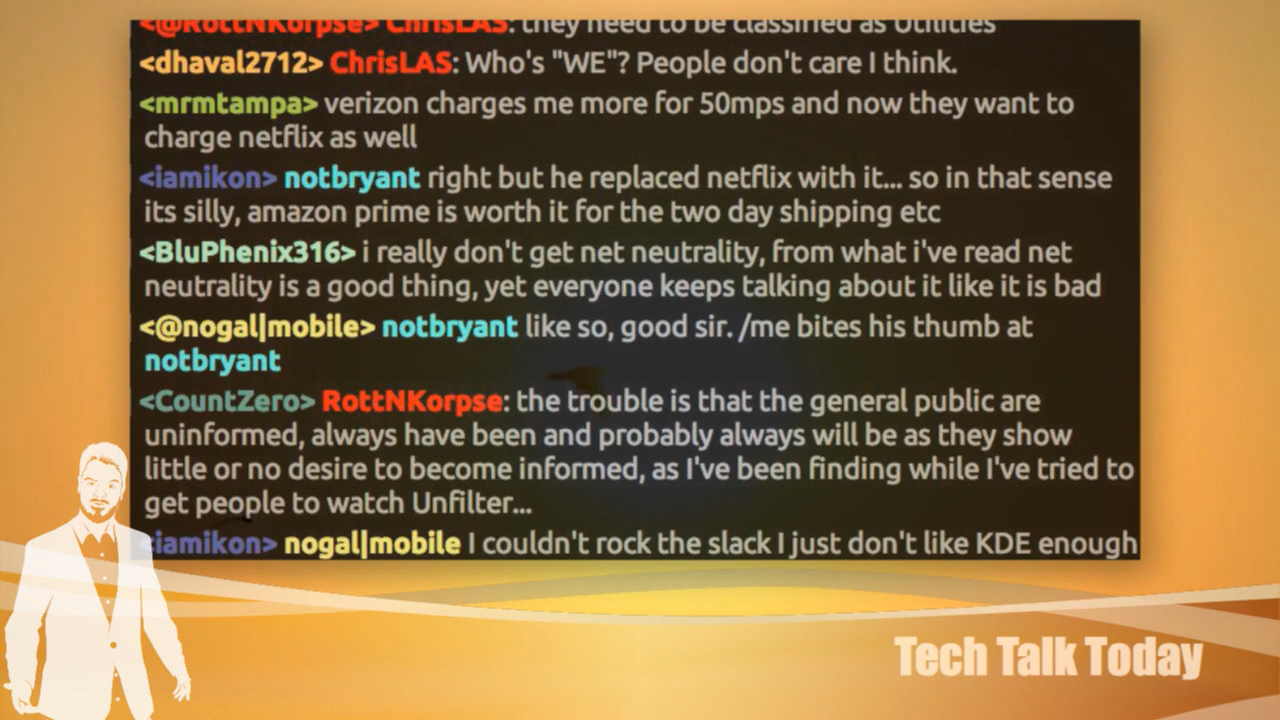 <@RottNKorpse> ChrisLAS: they need to be classified as Utilities
<dhaval2712> ChrisLAS: Who's "WE"? People don't care I think.
<mrmtampa> verizon charges me more for 50mps and now they want to
charge netflix as well
<iamikon> notbryant right but he replaced netflix with it... so in that sense
its silly, amazon prime is worth it for the two day shipping etc
<BluPhenix316> i really don't get net neutrality, from what i've read net
neutrality is a good thing, yet everyone keeps talking about it like it is bad
<@nogal|mobile> notbryant like so, good sir. /me bites his thumb at
notbryant
<CountZero> RottNKorpse: the trouble is that the general public are
uninformed, always have been and probably always will be as they show
little or no desire to become informed, as I've been finding while I've tried to
get people to watch Unfilter...
<iamikon> nogal|mobile I couldn't rock the slack I just don't like KDE enough
Tech Talk Today